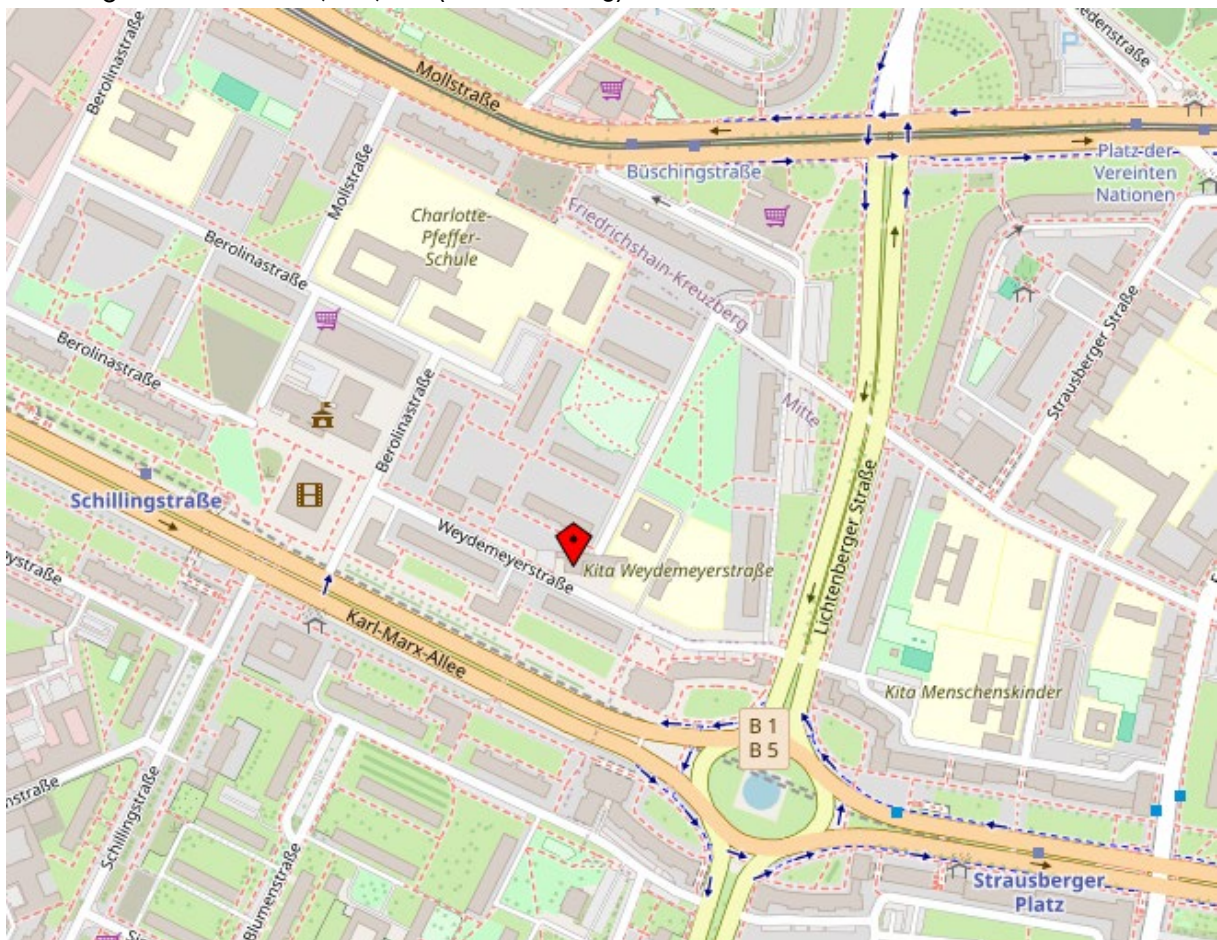 Berolinastraße
Mollstraße
Büschingstraße
Platz der
Vereinten
Nationen
Mollstraße
Charlotte-
Pfeffer-
Schule
Friedrichshain-Kreuzberg
Mitte
Berolinastraße
Berolinastraße
Berolinastraße
Strausberger Straße
Schillingstraße
Weydemeyerstraße
Kita Weydemeyerstraße
Lichtenberger Straße
Karl-Marx-Allee
Kita Menschenskinder
B 1
B 5
Schillingstraße
Blumenstraße
Strausberger
Platz
P